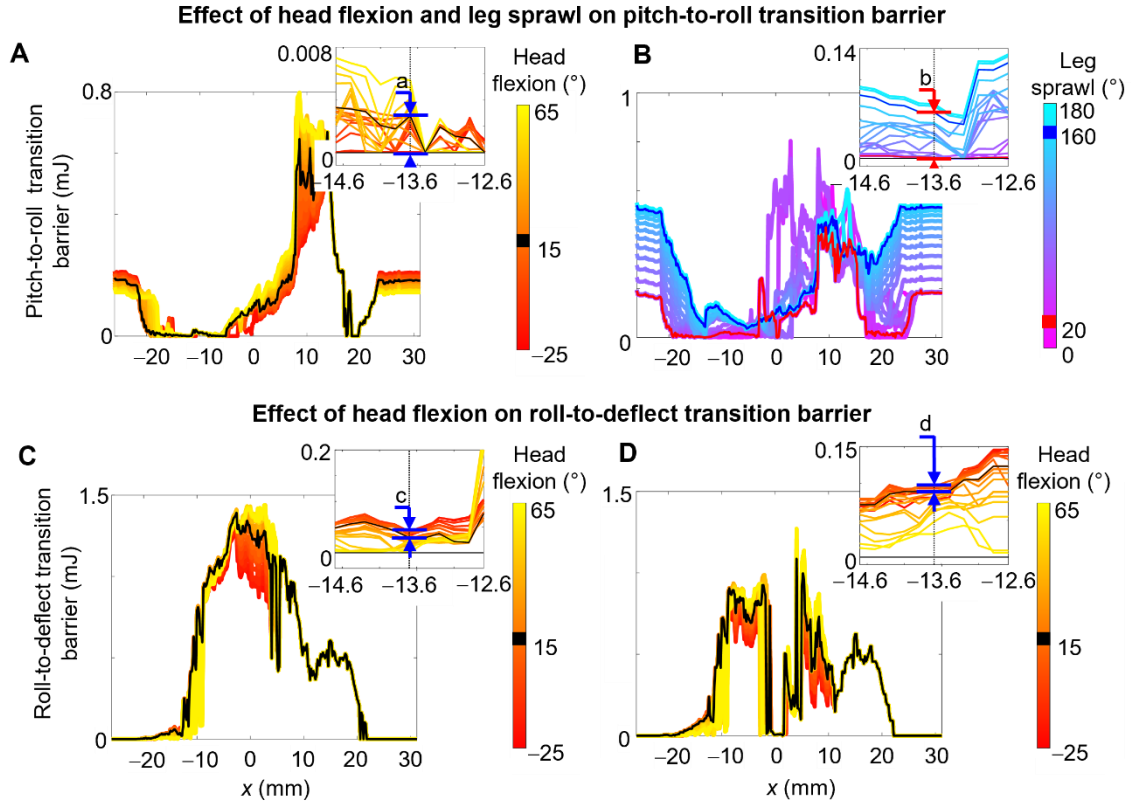 Effect of head flexion and leg sprawl on pitch-to-roll transition barrier
A
B
0.008
a
0
−14.6 −13.6 −12.6
Head
flexion (°)
65
15
−25
0.14
b
0
−14.6 −13.6 −12.6
Leg
sprawl (°)
180
160
20
0
Pitch-to-roll transition
barrier (mJ)
0.8
0
−20 −10 0 10 20 30
1
0
−20 −10 0 10 20 30
Effect of head flexion on roll-to-deflect transition barrier
C
D
0.2
c
0
−14.6 −13.6 −12.6
Head
flexion (°)
65
15
−25
d
0.15
0
−14.6 −13.6 −12.6
Head
flexion (°)
65
15
−25
Roll-to-deflect transition
barrier (mJ)
1.5
0
−20 −10 0 10 20 30
x (mm)
1.5
0
−20 −10 0 10 20 30
x (mm)